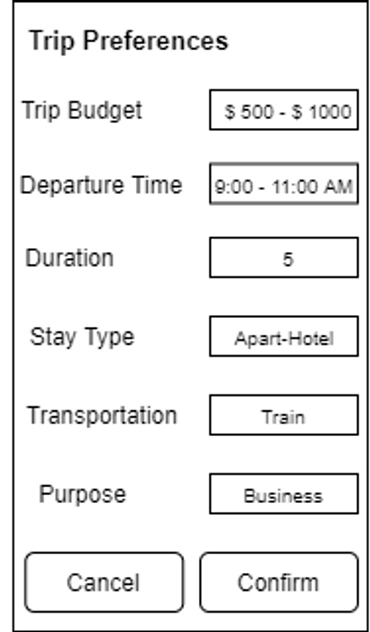 Trip Preferences
Trip Budget $ 500 - $ 1000
Departure Time 9:00 - 11:00 AM
Duration 5
Stay Type Apart-Hotel
Transportation Train
Purpose Business
Cancel Confirm